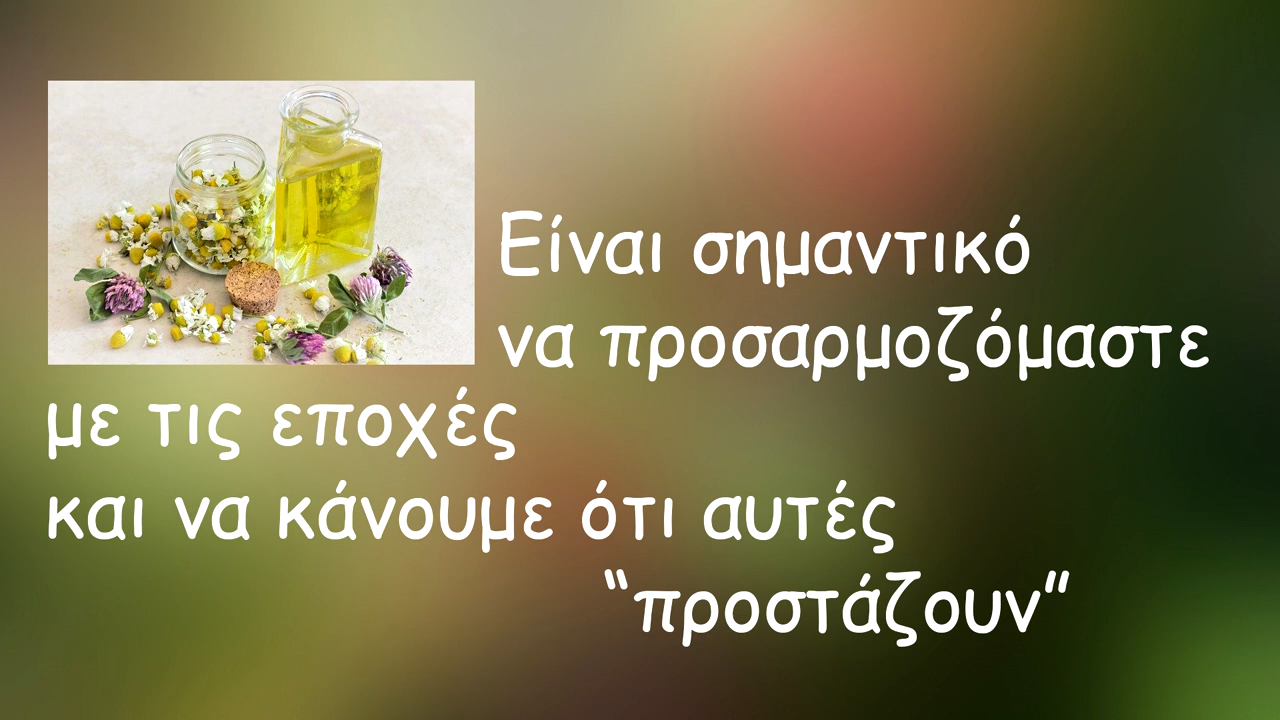 Είναι σημαντικό
να προσαρμοζόμαστε
με τις εποχές
και να κάνουμε ότι αυτές
“προστάζουν”